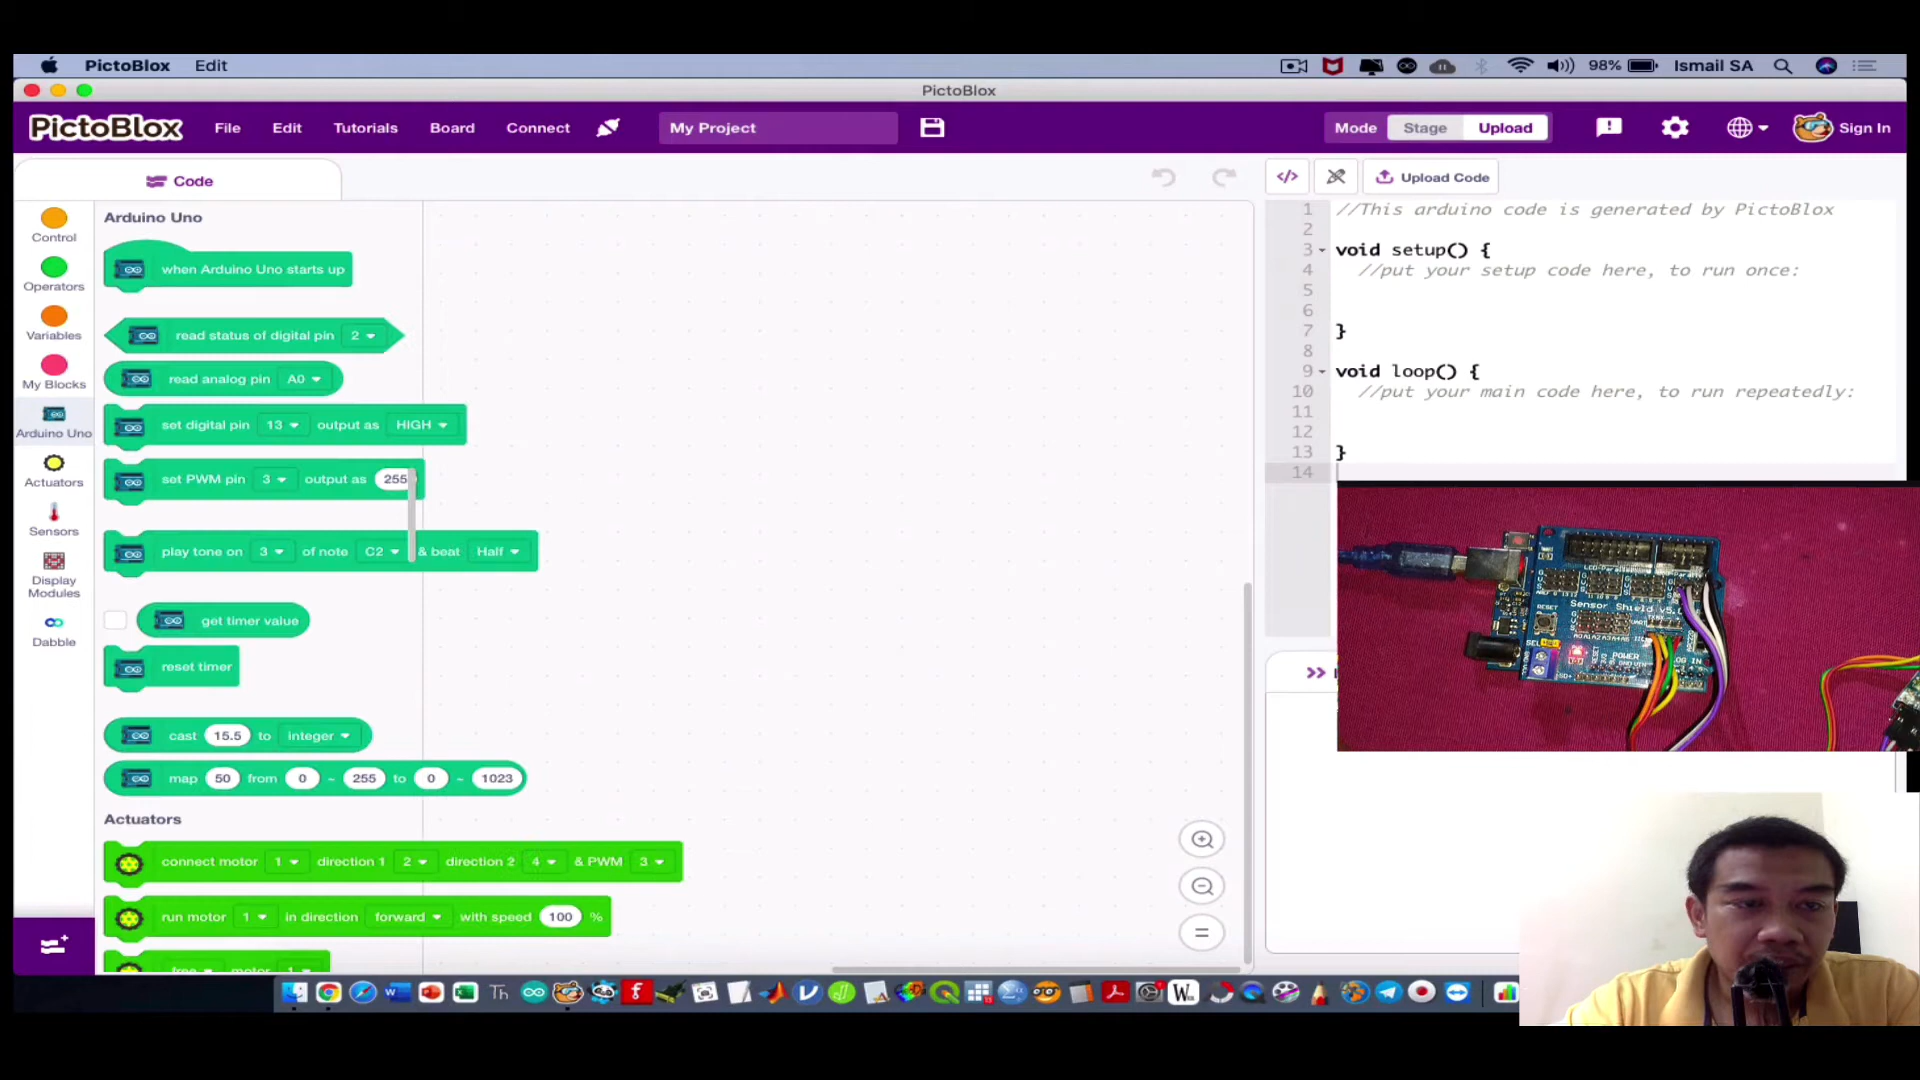 PictoBlox Edit 98% Ismail SA
PictoBlox
PictoBlox File Edit Tutorials Board Connect My Project Mode Stage Upload Sign In
Code
Upload Code
Control
Operators
Variables
My Blocks
Arduino Uno
Actuators
Sensors
Display
Modules
Dabble
Arduino Uno
when Arduino Uno starts up
read status of digital pin 2
read analog pin A0
set digital pin 13 output as HIGH
set PWM pin 3 output as 255
play tone on 3 of note C2 & beat Half
get timer value
reset timer
cast 15.5 to integer
map 50 from 0 ~ 255 to 0 ~ 1023
Actuators
connect motor 1 direction 1 2 direction 2 4 & PWM 3
run motor 1 in direction forward with speed 100 %
free motor 1
1 //This arduino code is generated by PictoBlox
2
3 void setup() {
4 //put your setup code here, to run once:
5
6
7 }
8
9 void loop() {
10 //put your main code here, to run repeatedly:
11
12
13 }
14
Sensor Shield v5.0
RESET
POWER